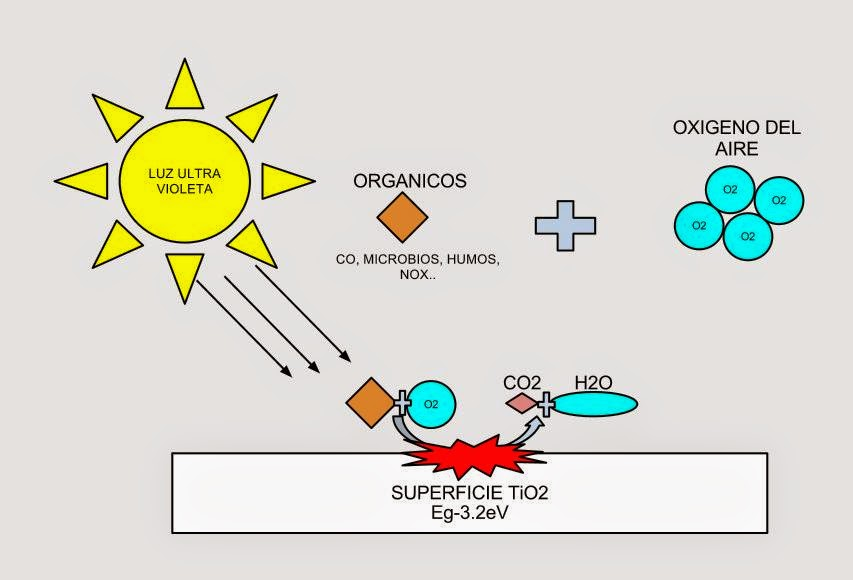 LUZ ULTRA
VIOLETA
ORGANICOS
CO, MICROBIOS, HUMOS,
NOX..
OXIGENO DEL
AIRE
O2
O2
O2
O2
O2
CO2
H2O
SUPERFICIE TiO2
Eg-3.2eV